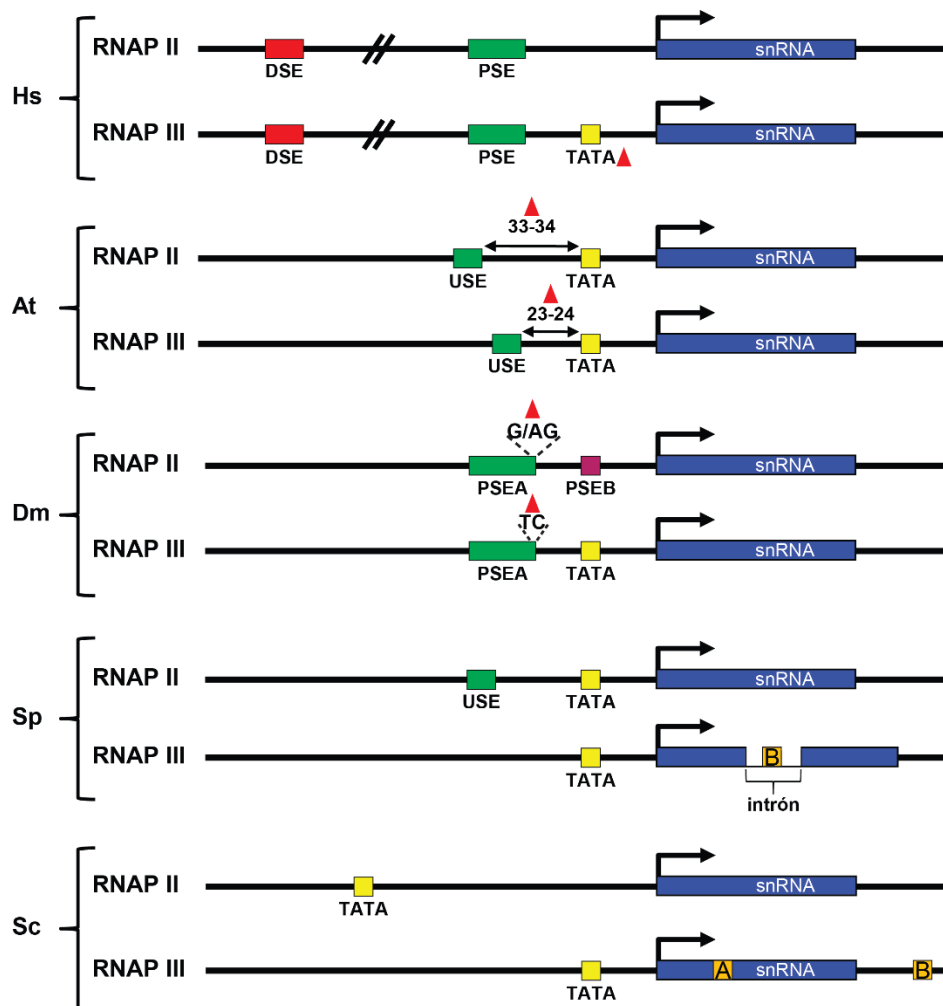 Hs
RNAP II
DSE
PSE
snRNA
RNAP III
DSE
PSE
TATA
snRNA
At
RNAP II
33-34
USE
TATA
snRNA
RNAP III
23-24
USE
TATA
snRNA
Dm
RNAP II
G/AG
PSEA
PSEB
snRNA
RNAP III
TC
PSEA
TATA
snRNA
Sp
RNAP II
USE
TATA
snRNA
RNAP III
TATA
B
intrón
Sc
RNAP II
TATA
snRNA
RNAP III
TATA
A
snRNA
B